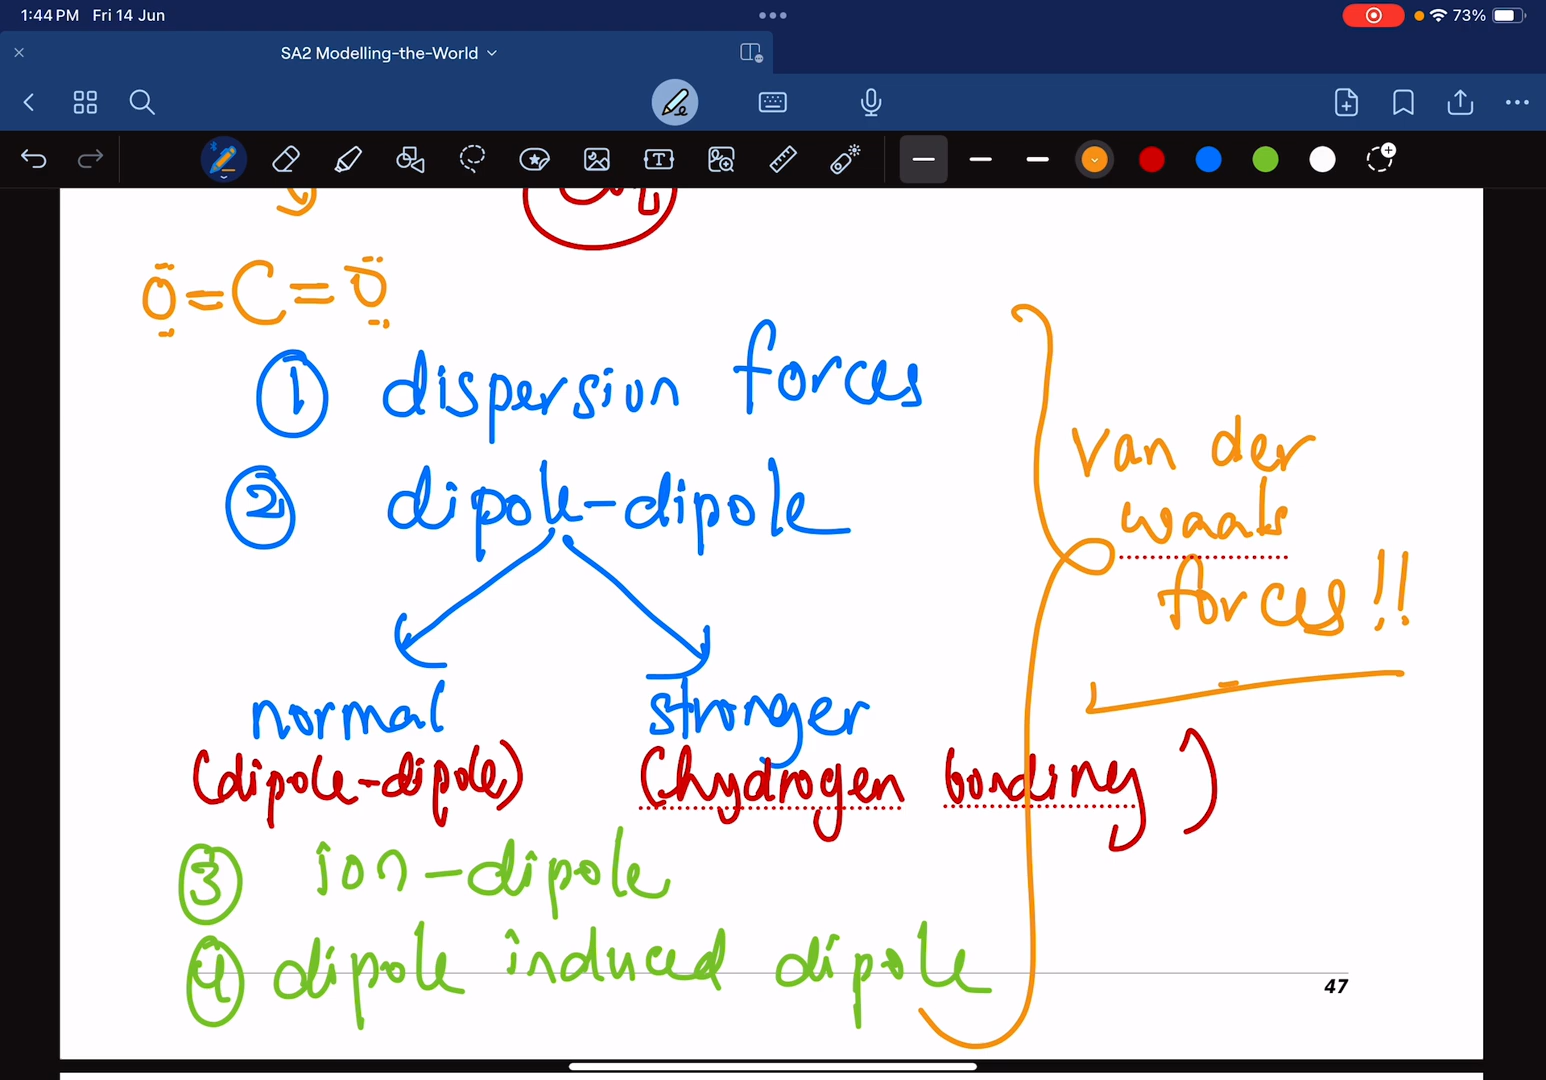 1:44 PM Fri 14 Jun
73%
SA2 Modelling-the-World
O=C=O
1 dispersion forces
2 dipole-dipole
van der
waals
forces!!
normal
stronger
(dipole-dipole)
(hydrogen bonding)
3 ion-dipole
4 dipole induced dipole
47